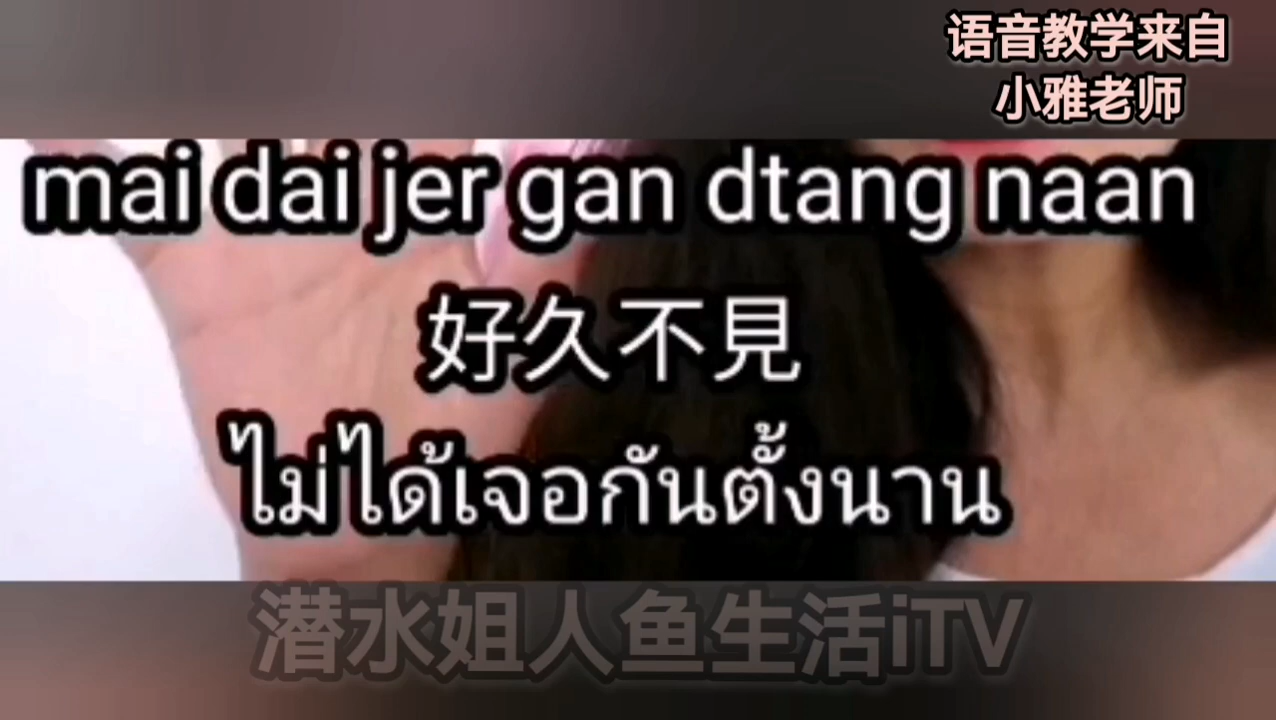 语音教学来自
小雅老师
mai dai jer gan dtang naan
好久不見
ไม่ได้เจอกันตั้งนาน
潜水姐人鱼生活iTV